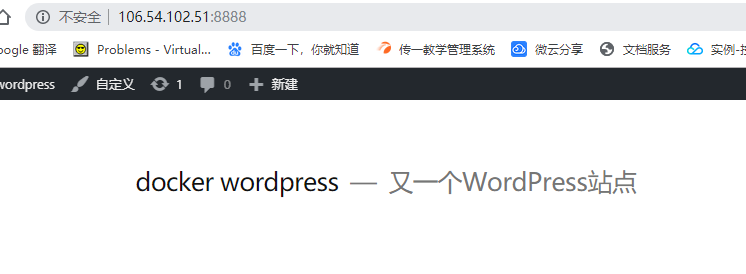 不安全 106.54.102.51:8888
oogle 翻译 Problems - Virtual... 百度一下，你就知道 传一教学管理系统 微云分享 文档服务 实例-控
wordpress 自定义 1 0 新建
docker wordpress — 又一个WordPress站点